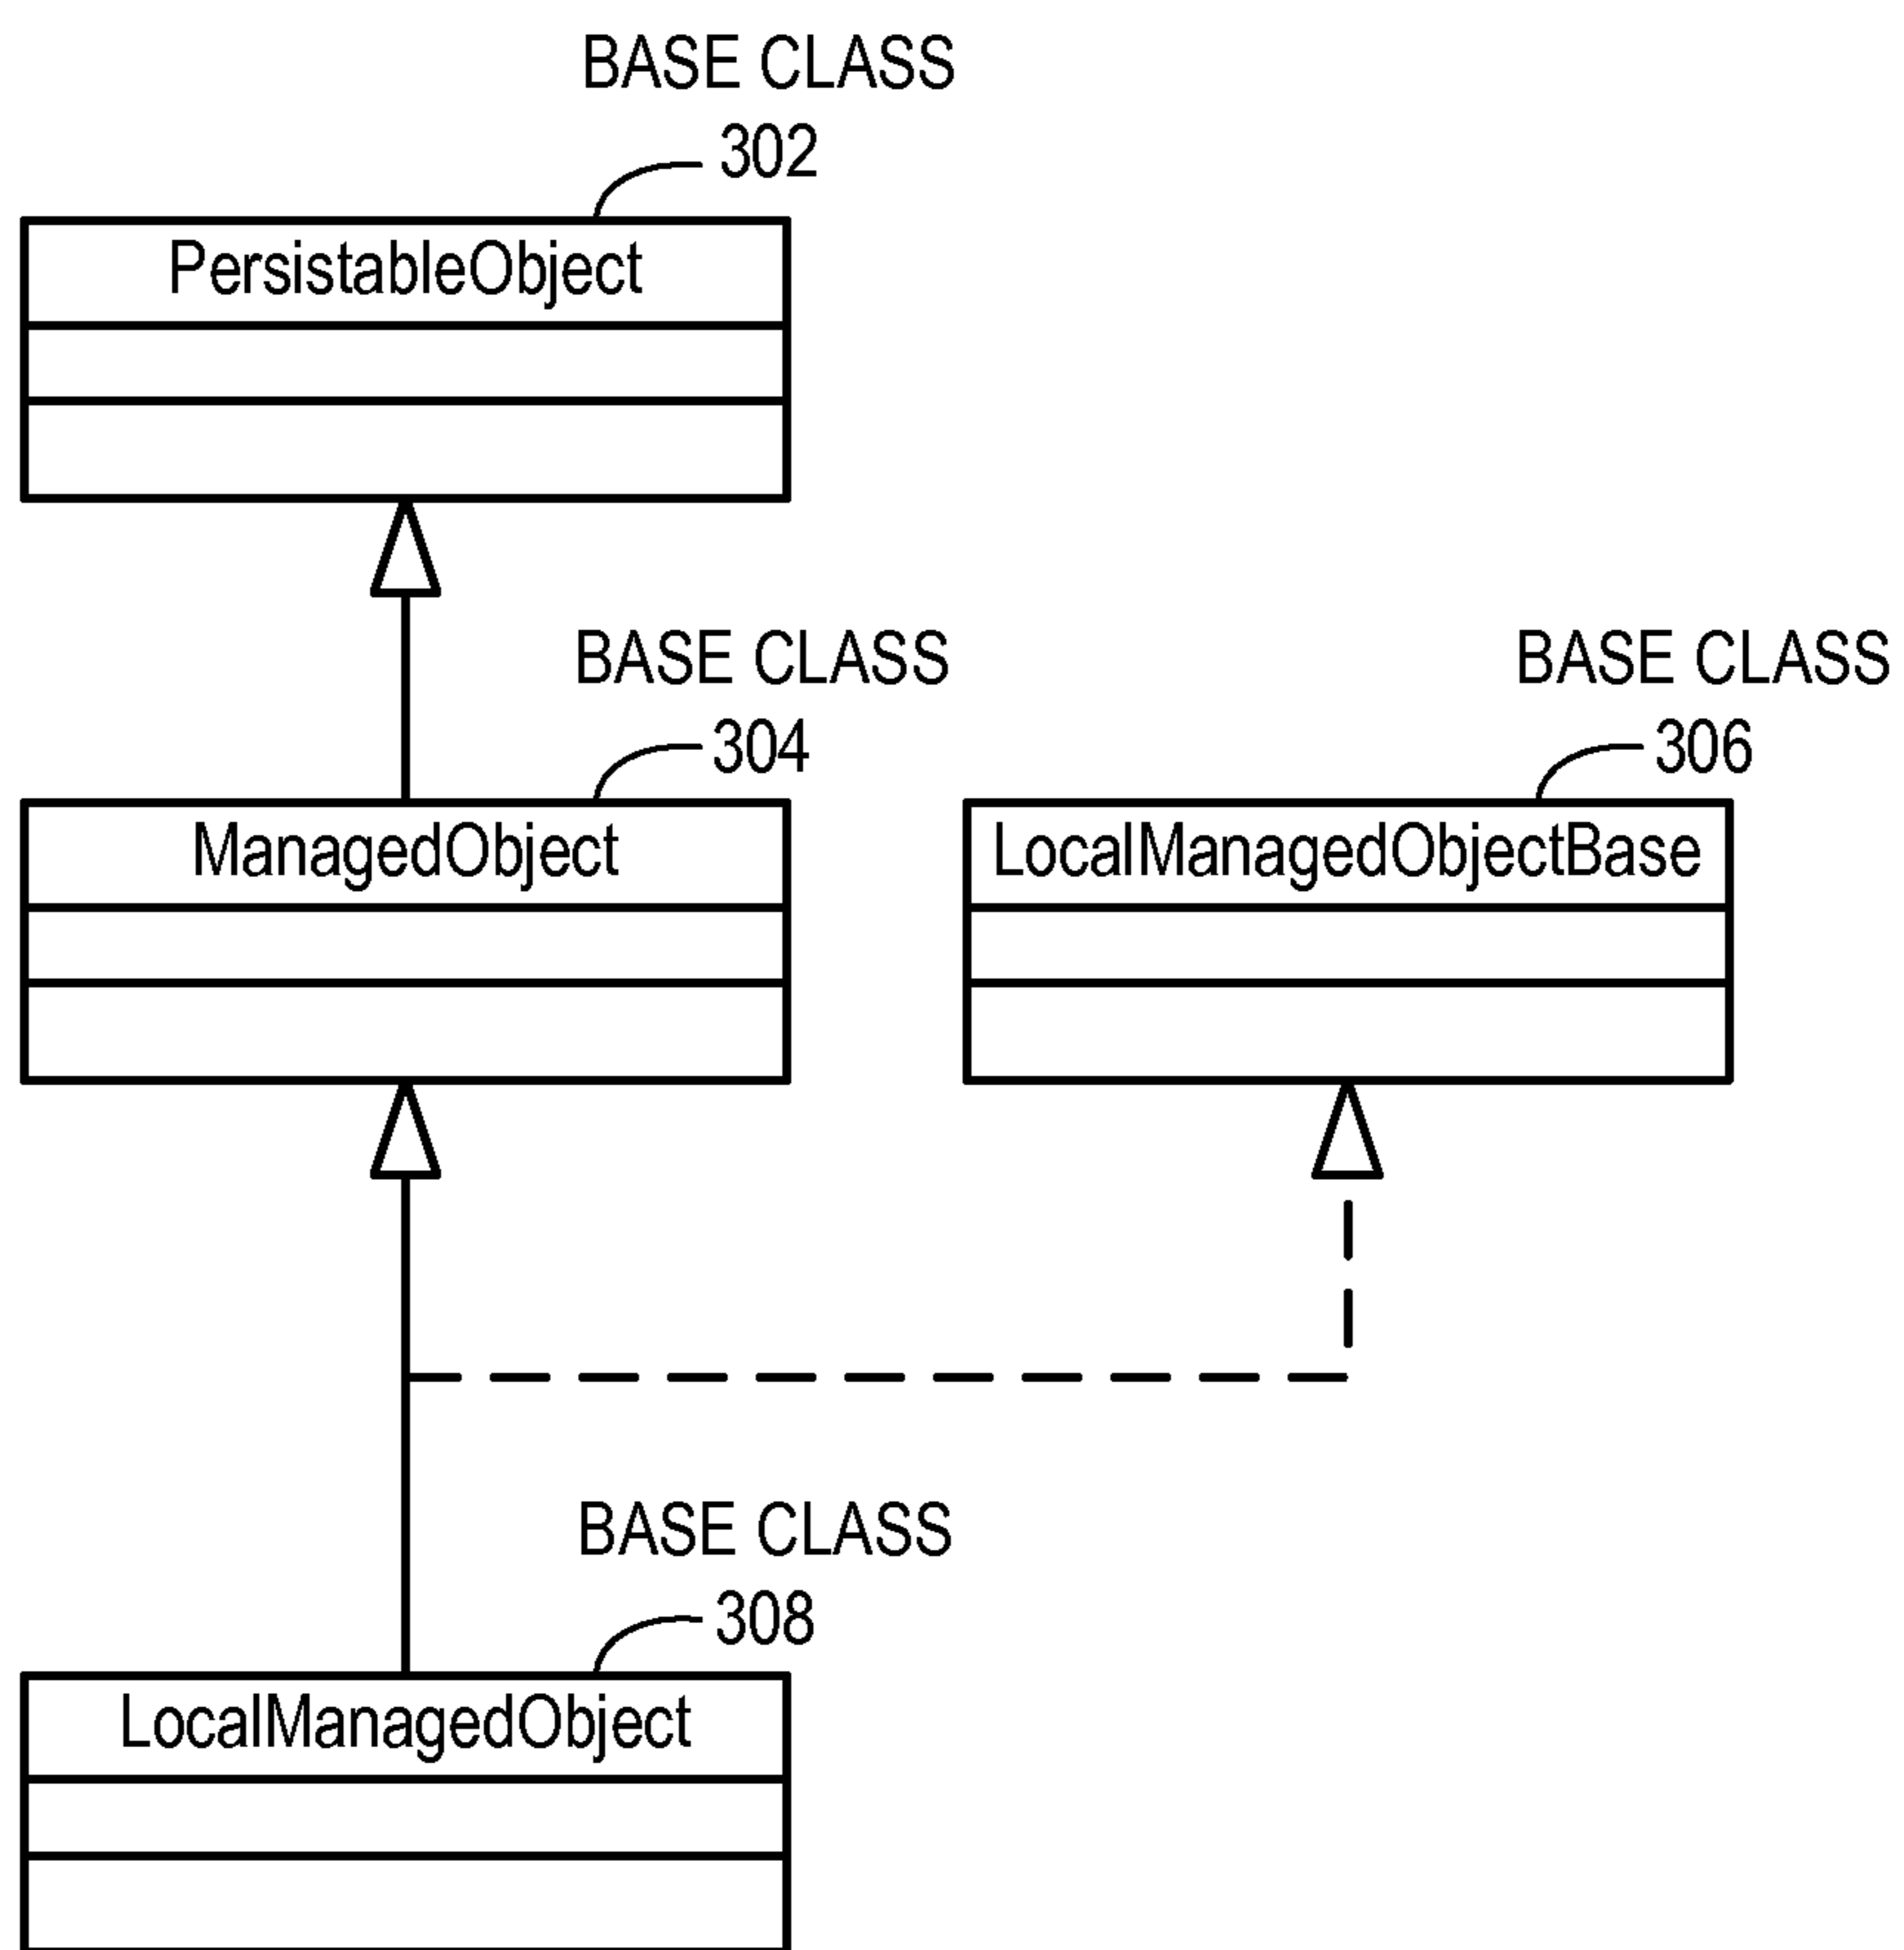 BASE CLASS
302
PersistableObject
BASE CLASS
304
ManagedObject
BASE CLASS
306
LocalManagedObjectBase
BASE CLASS
308
LocalManagedObject